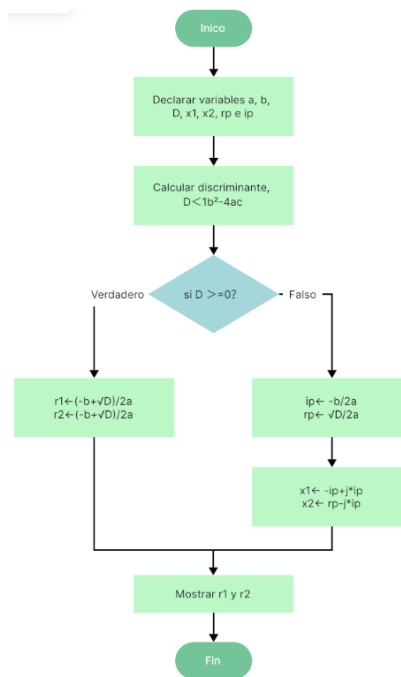 Iníco
Declarar variables a, b,
D, x1, x2, rp e ip
Calcular discriminante,
D<1b²-4ac
si D >=0?
Verdadero
Falso
r1←(-b+√D)/2a
r2←(-b+√D)/2a
ip← -b/2a
rp← √D/2a
x1← -ip+j*ip
x2← rp-j*ip
Mostrar r1 y r2
Fin